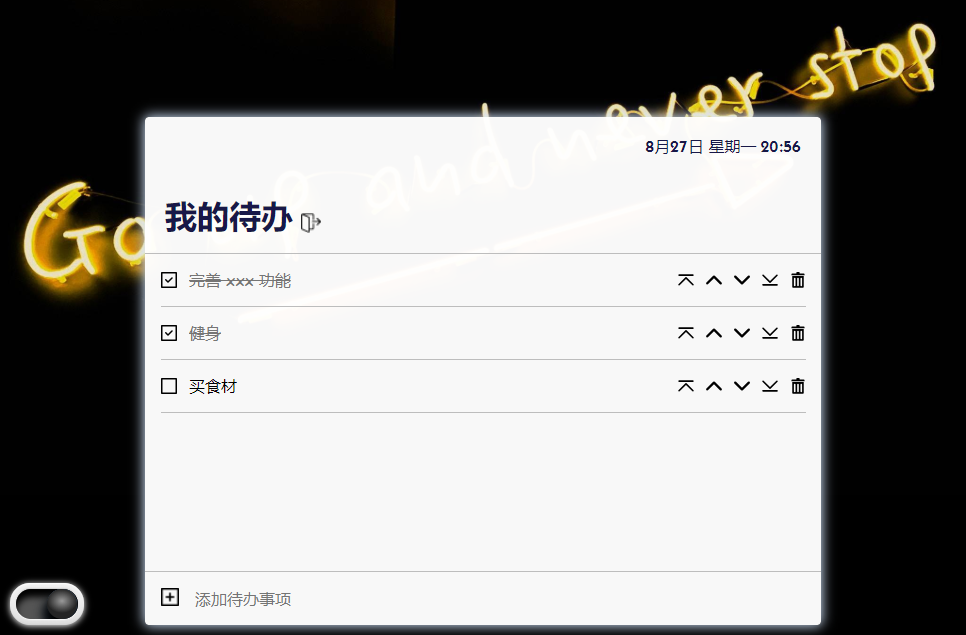 Go up and never stop
8月27日 星期一 20:56
我的待办
完善 xxx 功能
健身
买食材
添加待办事项